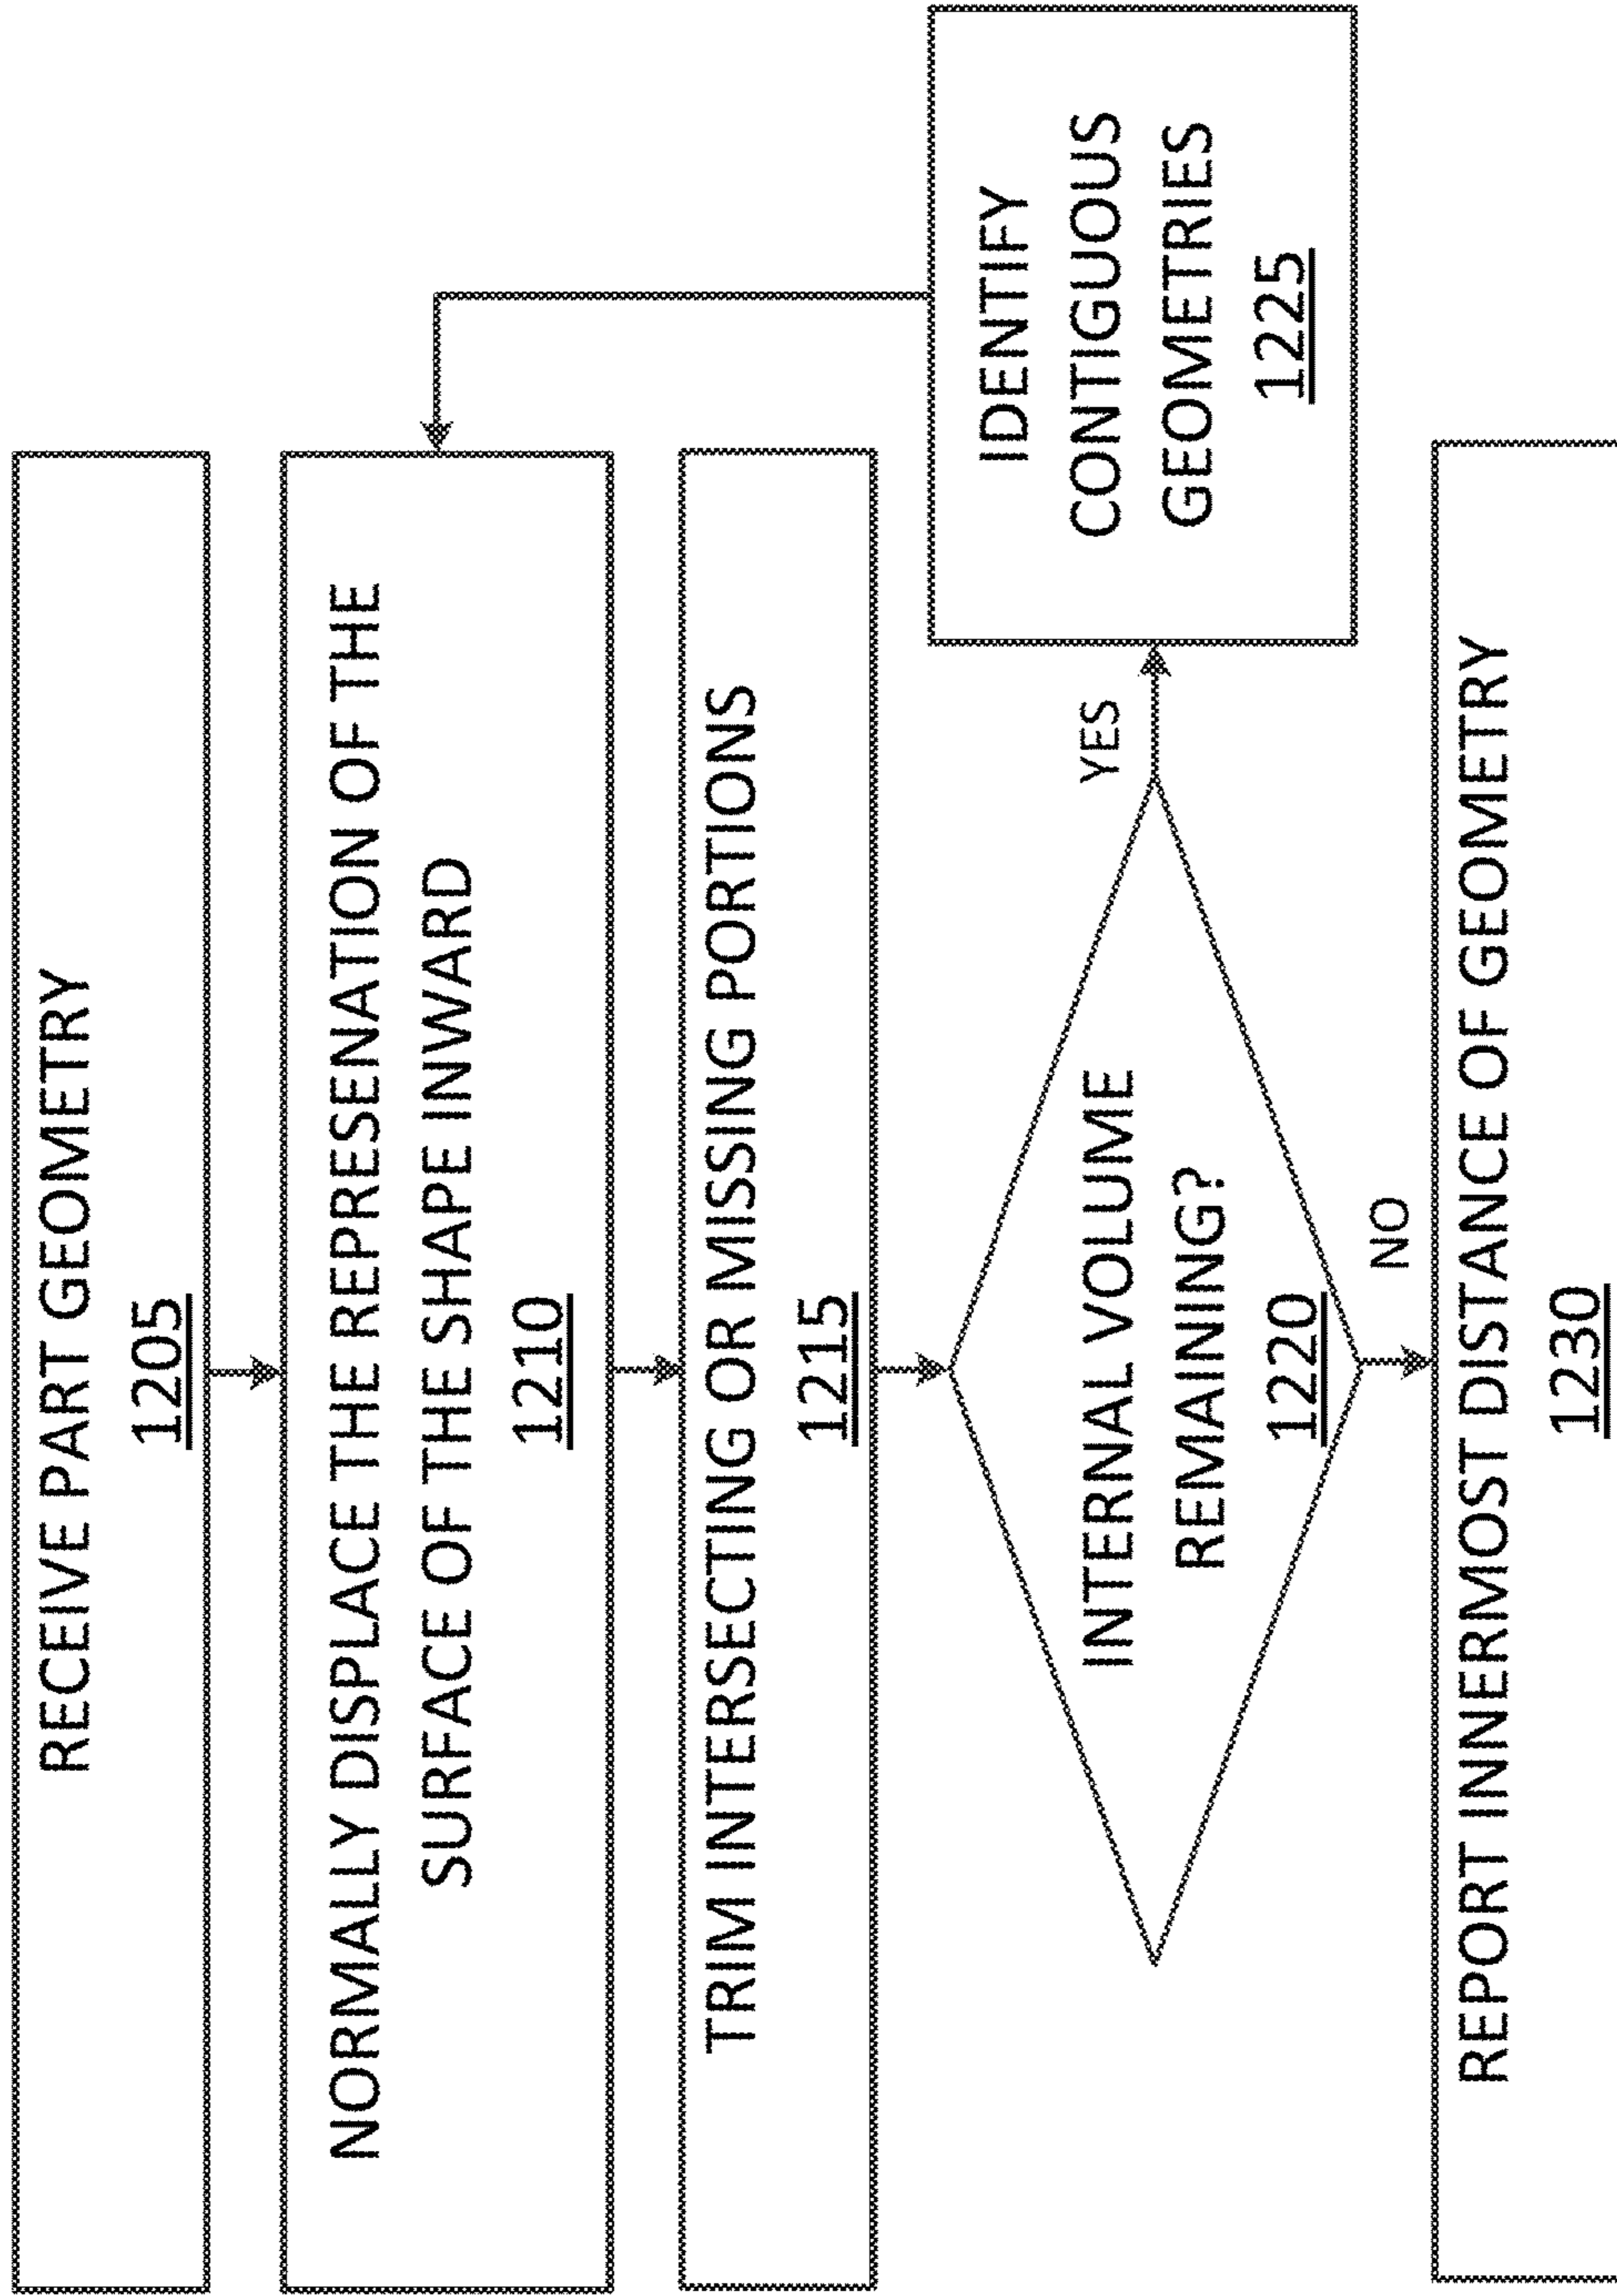 RECEIVE PART GEOMETRY
1205
NORMALLY DISPLACE THE REPRESENATION OF THE
SURFACE OF THE SHAPE INWARD
1210
TRIM INTERSECTING OR MISSING PORTIONS
1215
INTERNAL VOLUME
REMAINING?
1220
YES
IDENTIFY
CONTIGUOUS
GEOMETRIES
1225
NO
REPORT INNERMOST DISTANCE OF GEOMETRY
1230